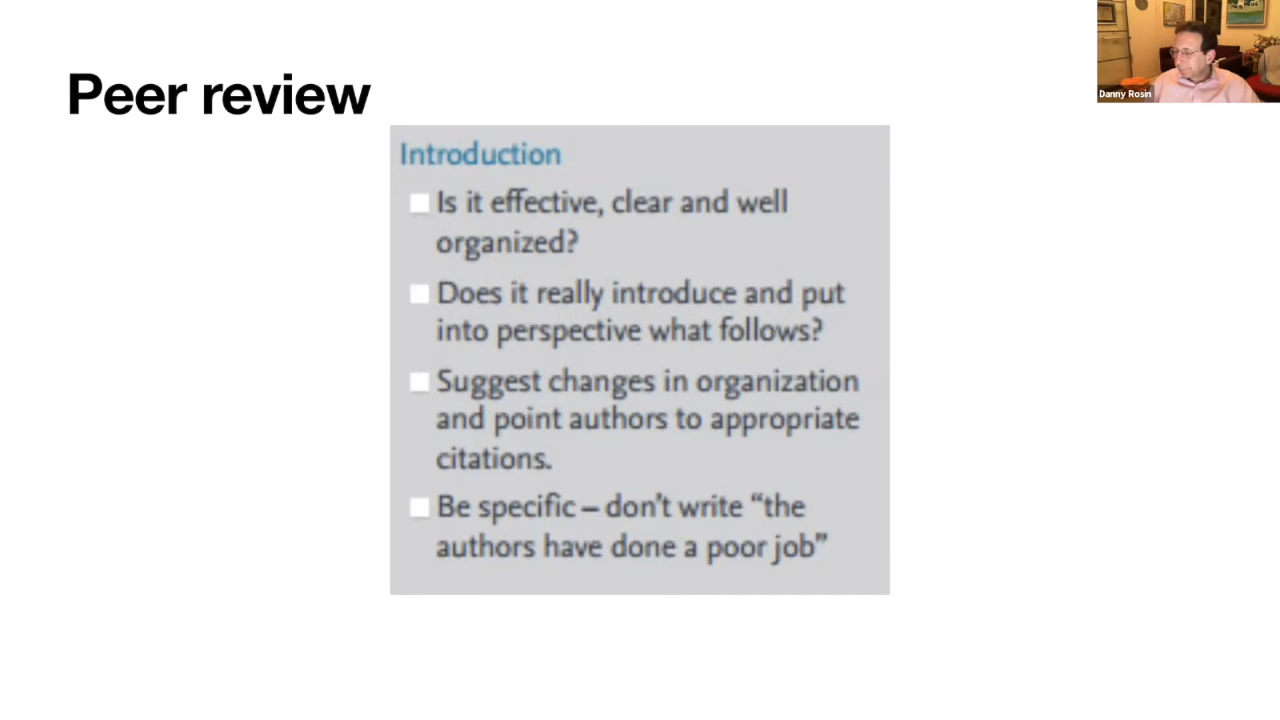 Peer review
Danny Rosin
Introduction
Is it effective, clear and well
organized?
Does it really introduce and put
into perspective what follows?
Suggest changes in organization
and point authors to appropriate
citations.
Be specific – don't write “the
authors have done a poor job”